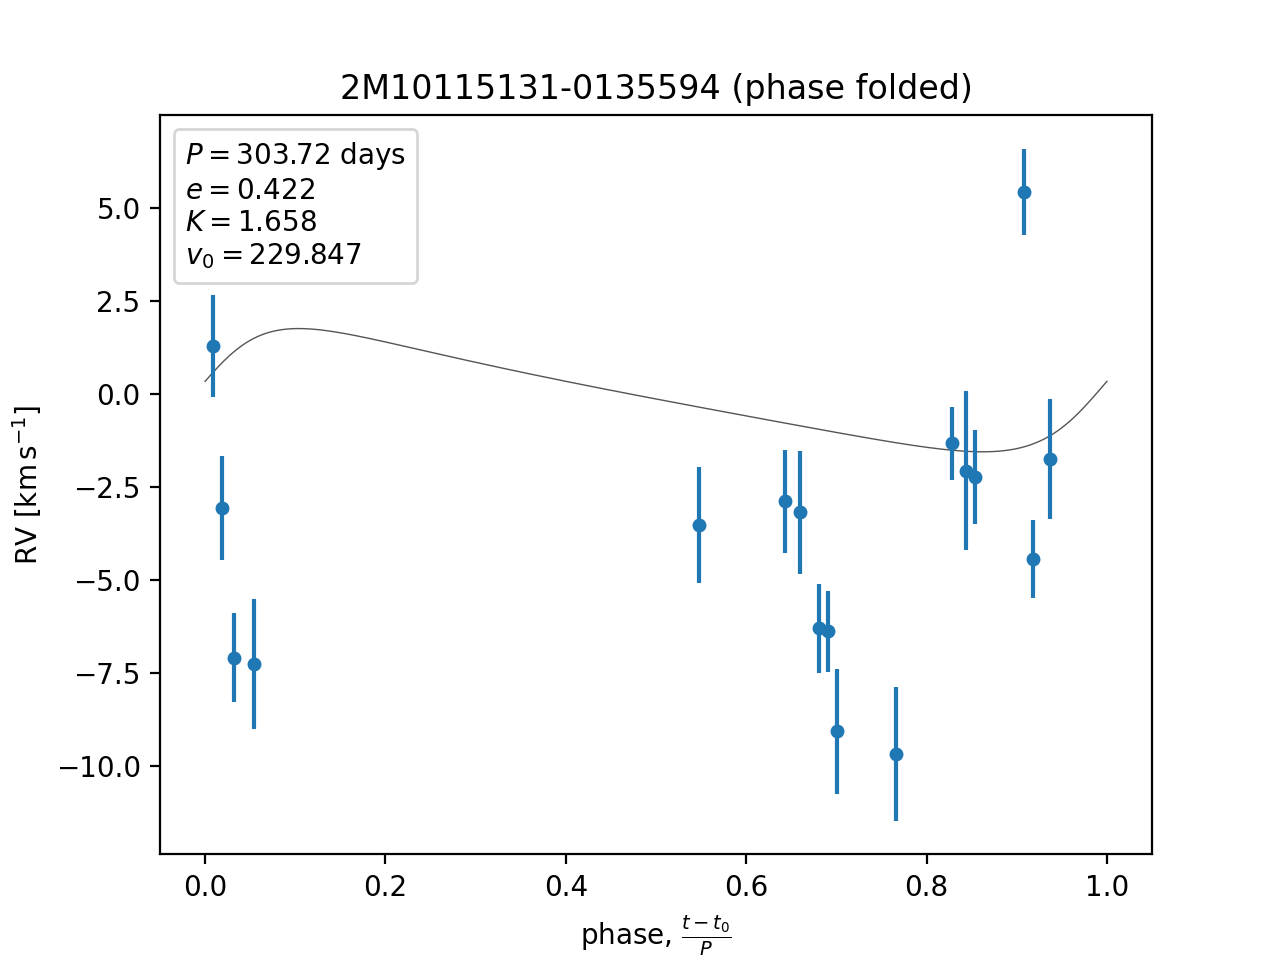 2M10115131-0135594 (phase folded)
P = 303.72 days
e = 0.422
K = 1.658
v₀ = 229.847
5.0
2.5
0.0
−2.5
−5.0
−7.5
−10.0
RV [km s⁻¹]
0.0 0.2 0.4 0.6 0.8 1.0
phase, (t − t₀)/P